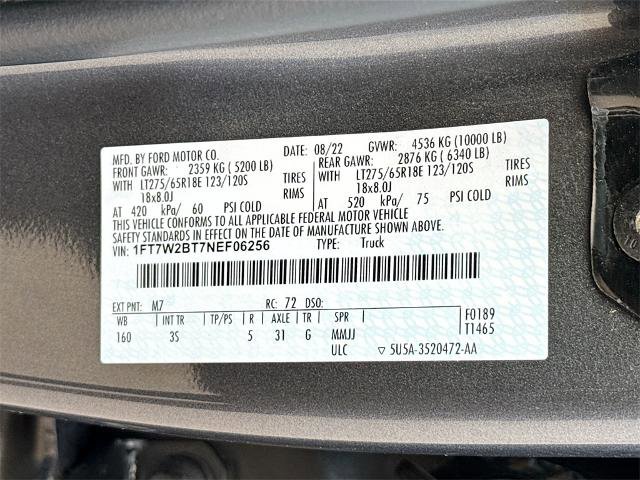 MFD. BY FORD MOTOR CO. DATE: 08/22 GVWR: 4536 KG (10000 LB)
FRONT GAWR: 2359 KG ( 5200 LB) REAR GAWR: 2876 KG ( 6340 LB)
WITH LT275/65R18E 123/120S TIRES WITH LT275/65R18E 123/120S TIRES
18x8.0J RIMS 18x8.0J RIMS
AT 420 kPa/ 60 PSI COLD AT 520 kPa/ 75 PSI COLD
THIS VEHICLE CONFORMS TO ALL APPLICABLE FEDERAL MOTOR VEHICLE
SAFETY STANDARDS IN EFFECT ON THE DATE OF MANUFACTURE SHOWN ABOVE.
1FT7W2BT7NEF06256 TYPE: Truck
EXT PNT: M7 RC: 72 DSO: F0189
WB INT TR TP/PS R AXLE TR SPR T1465
160 3S 5 31 G MMJJ
ULC ▽ 5U5A-3520472-AA